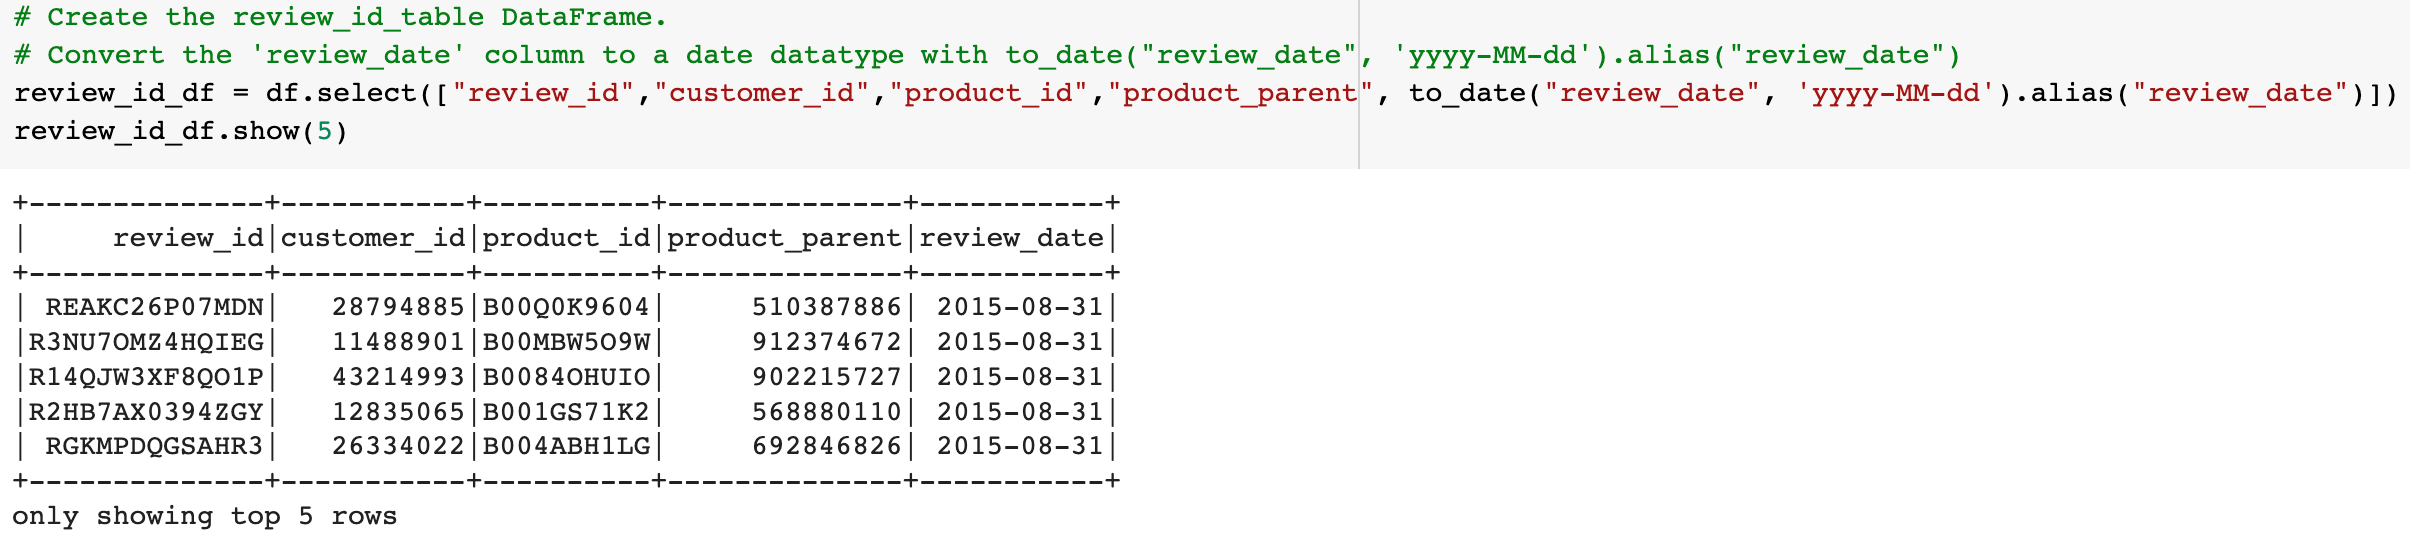 # Create the review_id_table DataFrame.
# Convert the 'review_date' column to a date datatype with to_date("review_date", 'yyyy-MM-dd').alias("review_date")
review_id_df = df.select(["review_id","customer_id","product_id","product_parent", to_date("review_date", 'yyyy-MM-dd').alias("review_date")])
review_id_df.show(5)
+--------------+-----------+----------+--------------+-----------+
|     review_id|customer_id|product_id|product_parent|review_date|
+--------------+-----------+----------+--------------+-----------+
| REAKC26P07MDN|   28794885|B00Q0K9604|     510387886| 2015-08-31|
|R3NU7OMZ4HQIEG|   11488901|B00MBW5O9W|     912374672| 2015-08-31|
|R14QJW3XF8QO1P|   43214993|B0084OHUIO|     902215727| 2015-08-31|
|R2HB7AX0394ZGY|   12835065|B001GS71K2|     568880110| 2015-08-31|
| RGKMPDQGSAHR3|   26334022|B004ABH1LG|     692846826| 2015-08-31|
+--------------+-----------+----------+--------------+-----------+
only showing top 5 rows